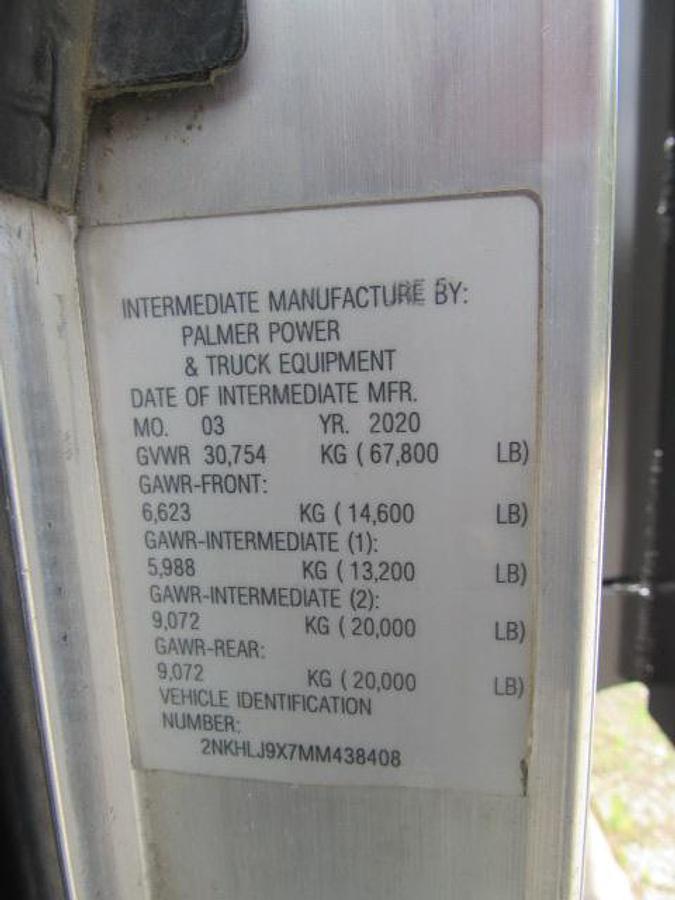 INTERMEDIATE MANUFACTURE BY:
PALMER POWER
& TRUCK EQUIPMENT
DATE OF INTERMEDIATE MFR.
MO. 03 YR. 2020
GVWR 30,754 KG ( 67,800 LB)
GAWR-FRONT:
6,623 KG ( 14,600 LB)
GAWR-INTERMEDIATE (1):
5,988 KG ( 13,200 LB)
GAWR-INTERMEDIATE (2):
9,072 KG ( 20,000 LB)
GAWR-REAR:
9,072 KG ( 20,000 LB)
VEHICLE IDENTIFICATION
NUMBER:
2NKHLJ9X7MM438408